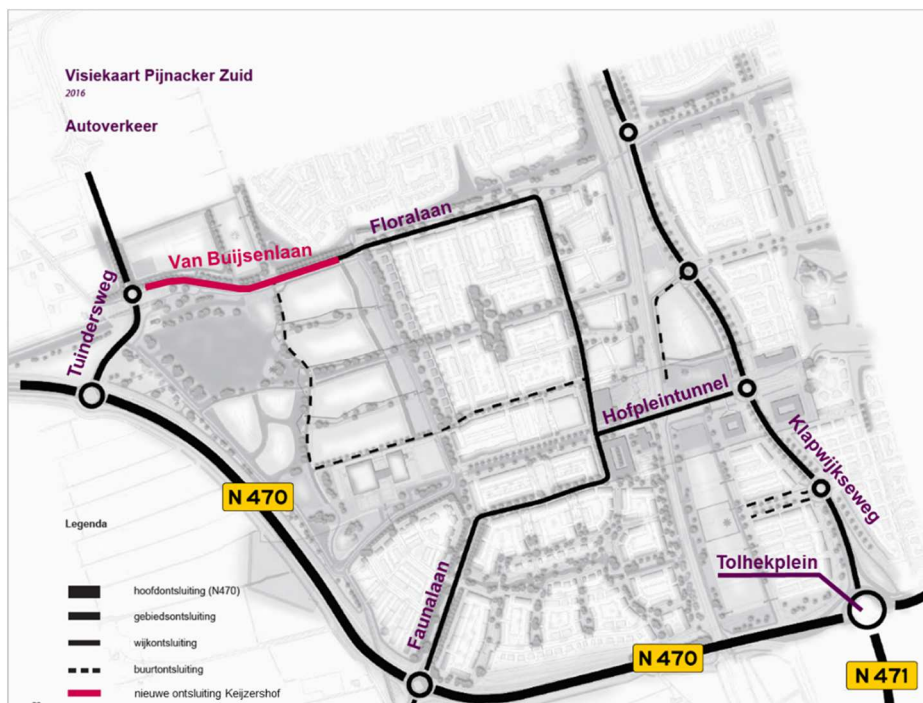 Visiekaart Pijnacker Zuid
2016
Autoverkeer
Floralaan
Van Buijsenlaan
Tuindersweg
Hofpleintunnel
Klapwijkseweg
N 470
Legenda
Tolhekplein
hoofdontsluiting (N470)
gebiedsontsluiting
wijkontsluiting
buurtontsluiting
nieuwe ontsluiting Keijzershof
Faunalaan
N 470
N 471